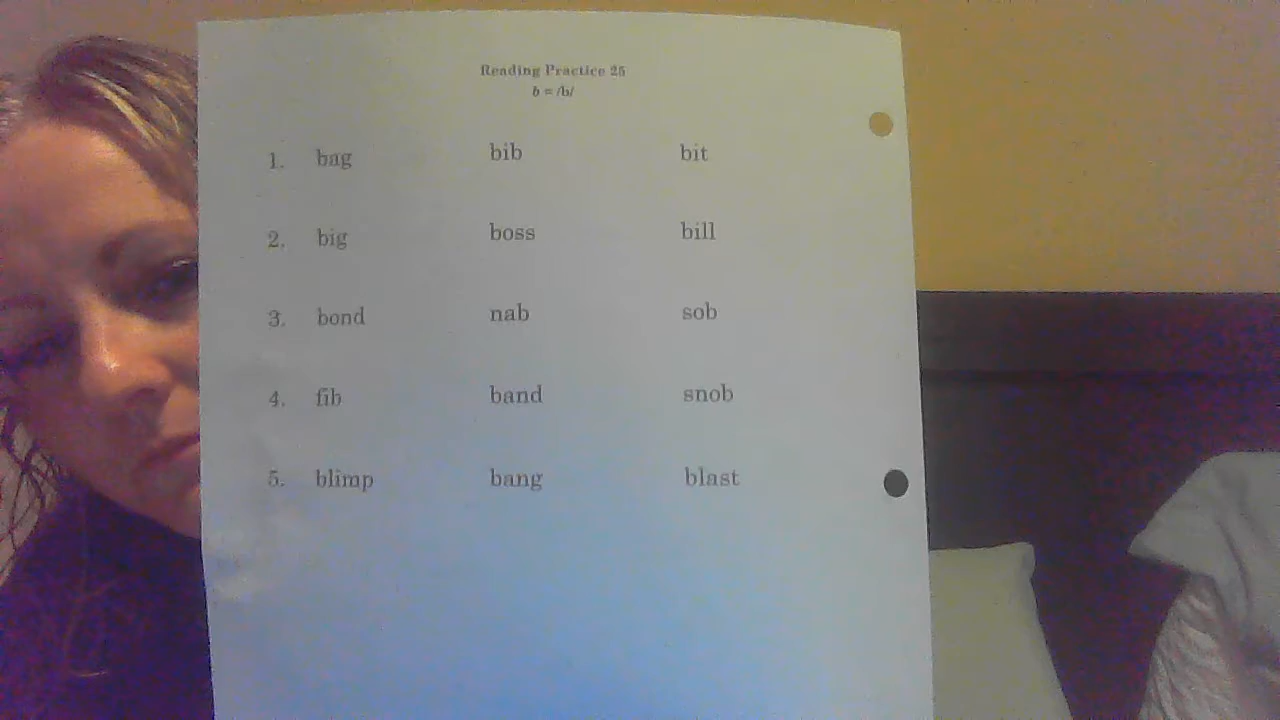 Reading Practice 25
b = /b/
1. bag bib bit
2. big boss bill
3. bond nab sob
4. fib band snob
5. blimp bang blast